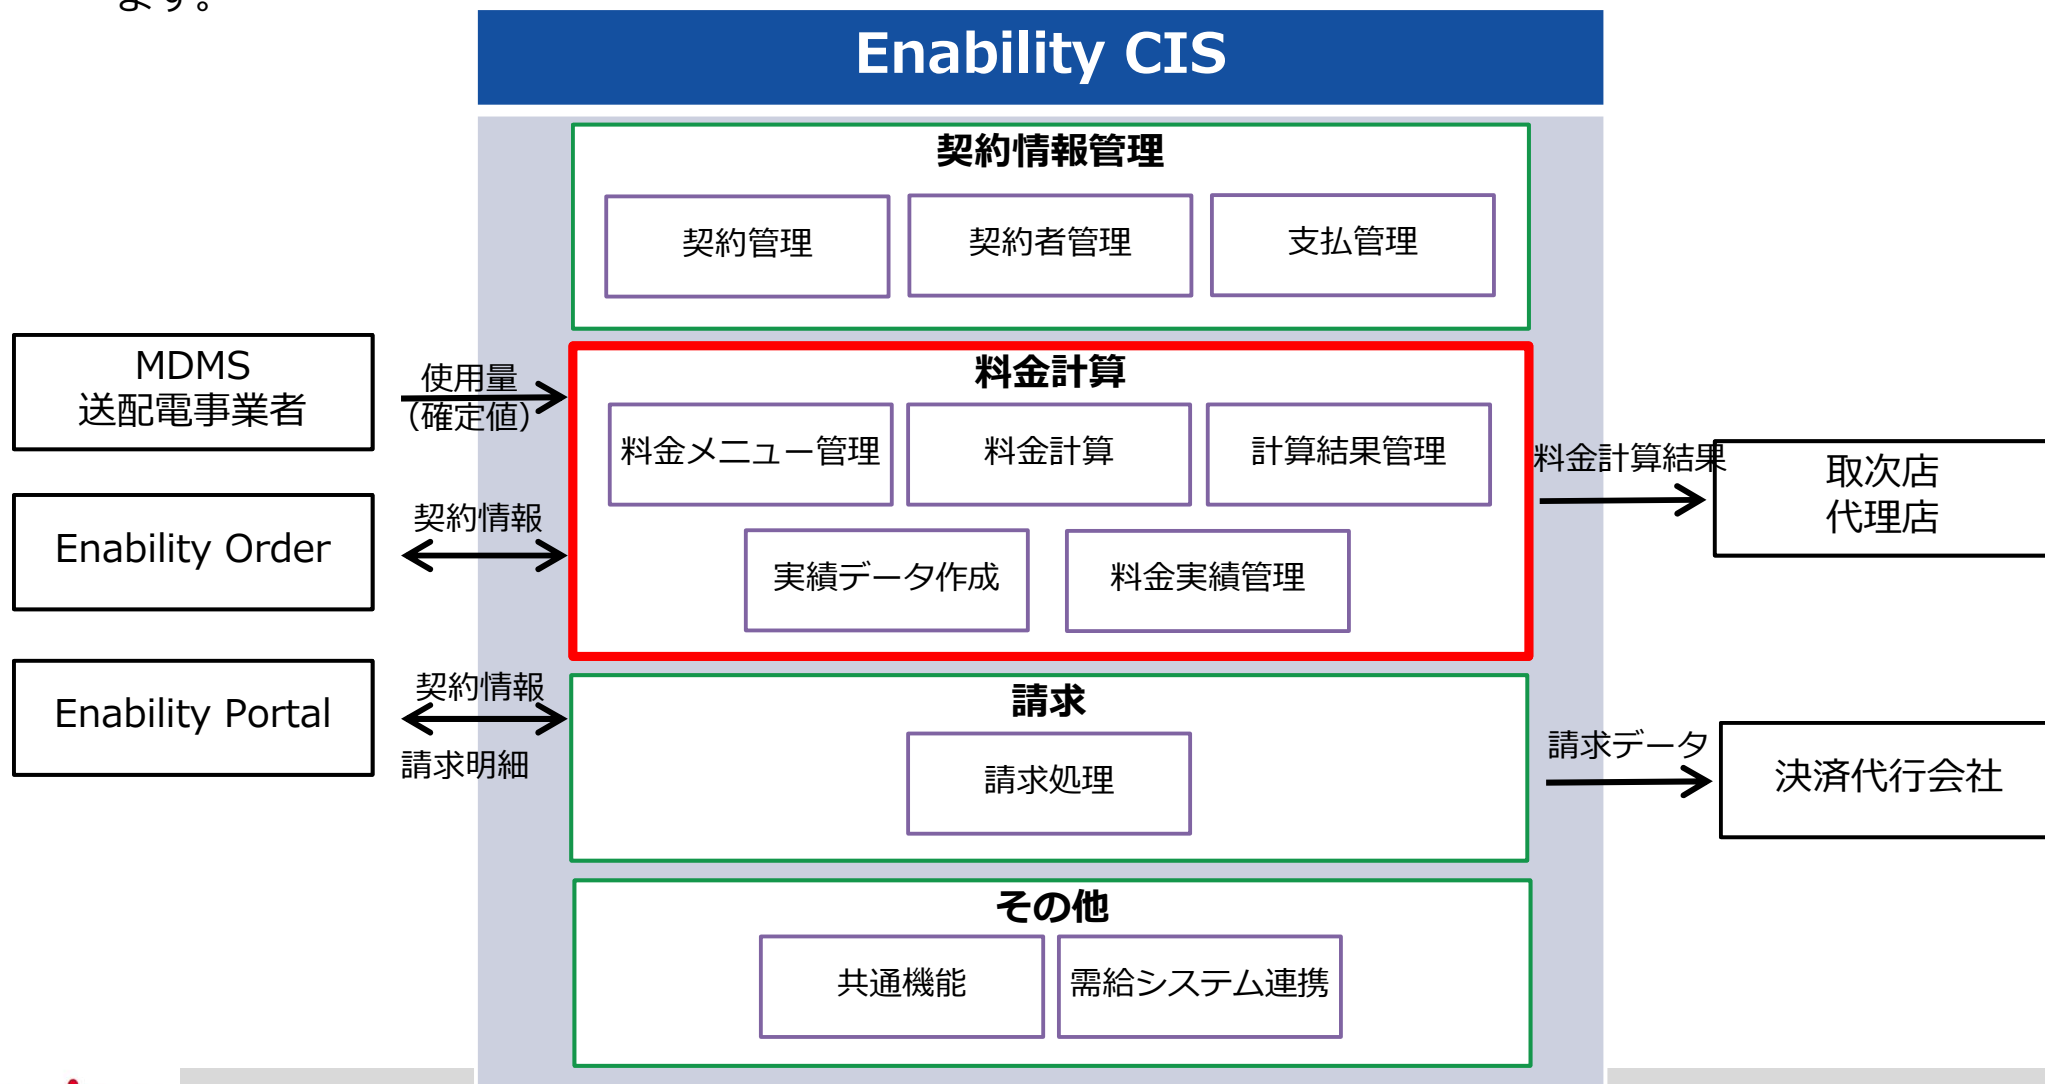 ます。
Enability CIS
契約情報管理
契約管理
契約者管理
支払管理
MDMS
送配電事業者
使用量
（確定値）
料金計算
料金メニュー管理
料金計算
計算結果管理
料金計算結果
取次店
代理店
Enability Order
契約情報
実績データ作成
料金実績管理
Enability Portal
契約情報
請求明細
請求
請求処理
請求データ
決済代行会社
その他
共通機能
需給システム連携